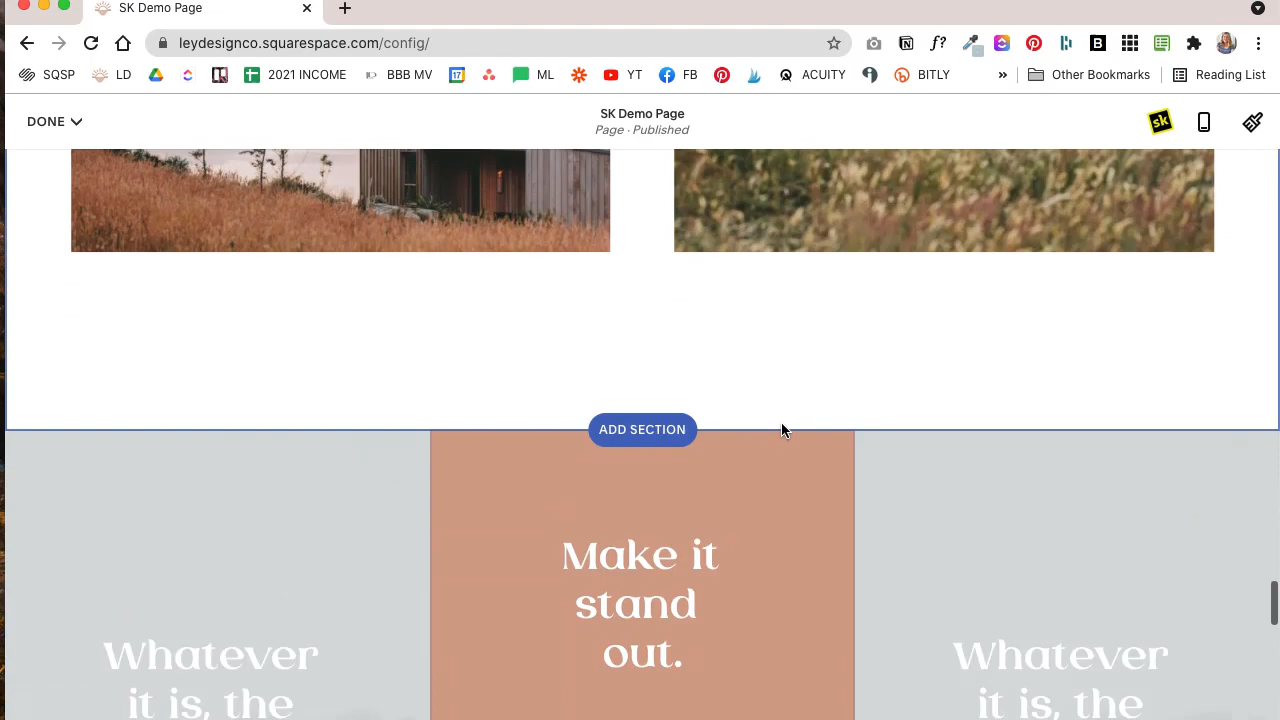 SK Demo Page
leydesignco.squarespace.com/config/
f?
SQSP LD 2021 INCOME BBB MV 17 ML YT FB ACUITY BITLY » Other Bookmarks Reading List
DONE
SK Demo Page
Page · Published
sk
ADD SECTION
Make it
stand
out.
Whatever
it is, the
Whatever
it is, the